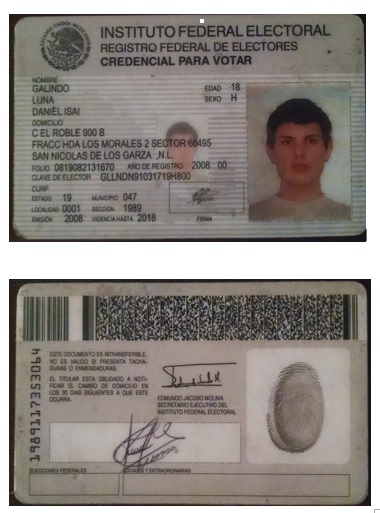 INSTITUTO FEDERAL ELECTORAL
REGISTRO FEDERAL DE ELECTORES
CREDENCIAL PARA VOTAR
NOMBRE
GALINDO
LUNA
DANIEL ISAI
EDAD 18
SEXO H
DOMICILIO
C EL ROBLE 900 B
FRACC HDA LOS MORALES 2 SECTOR 66495
SAN NICOLAS DE LOS GARZA ,N.L.
FOLIO 0819082131670 AÑO DE REGISTRO 2008 00
CLAVE DE ELECTOR GLLNDN91031719H800
CURP
ESTADO 19 MUNICIPIO 047
LOCALIDAD 0001 SECCION 1989
EMISIÓN 2008 VIGENCIA HASTA 2018
FIRMA
ESTE DOCUMENTO ES INTRANSFERIBLE,
NO ES VALIDO SI PRESENTA TACHA-
DURAS O ENMENDADURAS.
EL TITULAR ESTA OBLIGADO A NOTI-
FICAR EL CAMBIO DE DOMICILIO EN
LOS 30 DIAS SIGUIENTES A QUE ESTE
OCURRA.
EDMUNDO JACOBO MOLINA
SECRETARIO EJECUTIVO DEL
INSTITUTO FEDERAL ELECTORAL
ELECCIONES FEDERALES
LOCALES Y EXTRAORDINARIAS